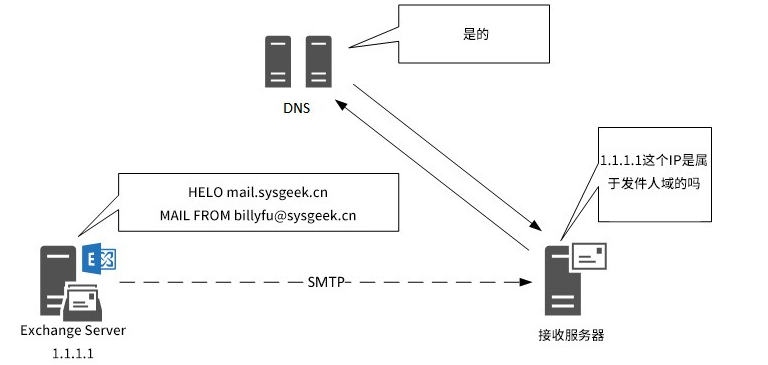 是的
DNS
1.1.1.1这个IP是属
于发件人域的吗
HELO mail.sysgeek.cn
MAIL FROM billyfu@sysgeek.cn
E
SMTP
Exchange Server
1.1.1.1
接收服务器